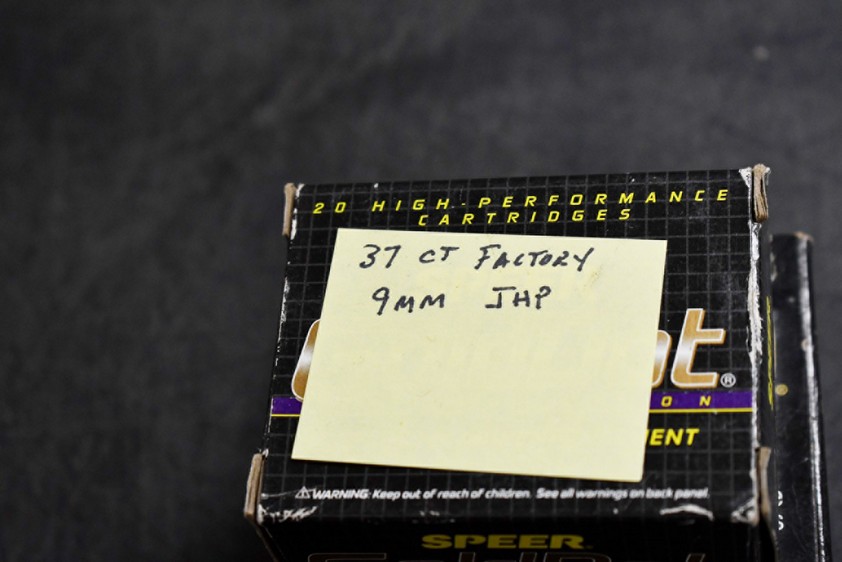 20 HIGH-PERFORMANCE
CARTRIDGES
37 CT FACTORY
9MM JHP
⚠WARNING: Keep out of reach of children. See all warnings on back panel.
SPEER